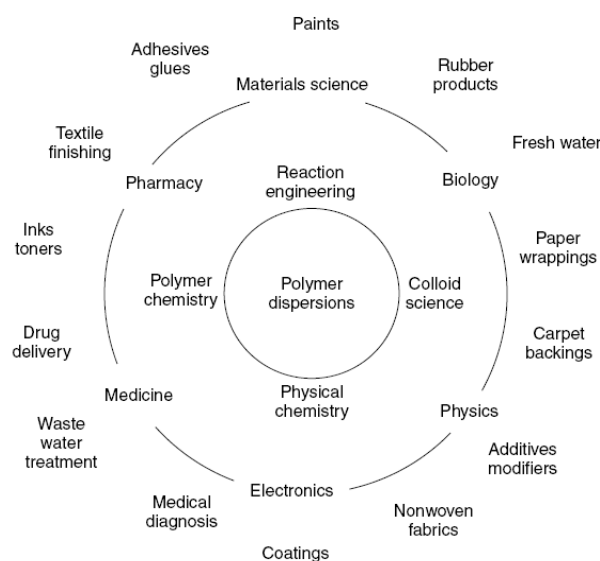 Paints
Adhesives
glues
Rubber
products
Materials science
Textile
finishing
Fresh water
Pharmacy
Reaction
engineering
Biology
Inks
toners
Paper
wrappings
Polymer
chemistry
Polymer
dispersions
Colloid
science
Drug
delivery
Carpet
backings
Medicine
Physical
chemistry
Physics
Waste
water
treatment
Additives
modifiers
Medical
diagnosis
Electronics
Nonwoven
fabrics
Coatings